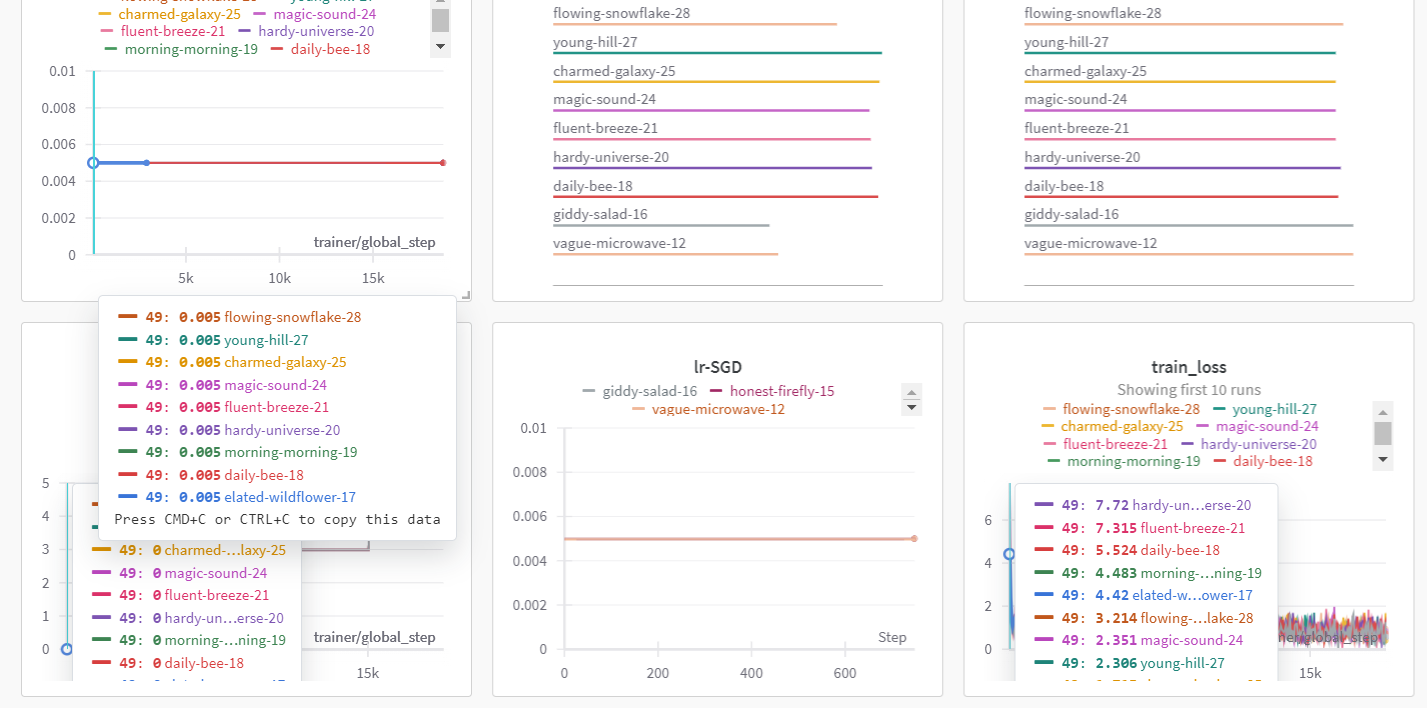 charmed-galaxy-25 magic-sound-24
fluent-breeze-21 hardy-universe-20
morning-morning-19 daily-bee-18
0.01
0.008
0.006
0.004
0.002
0
trainer/global_step
5k 10k 15k
flowing-snowflake-28
young-hill-27
charmed-galaxy-25
magic-sound-24
fluent-breeze-21
hardy-universe-20
daily-bee-18
giddy-salad-16
vague-microwave-12
flowing-snowflake-28
young-hill-27
charmed-galaxy-25
magic-sound-24
fluent-breeze-21
hardy-universe-20
daily-bee-18
giddy-salad-16
vague-microwave-12
49: 0.005 flowing-snowflake-28
49: 0.005 young-hill-27
49: 0.005 charmed-galaxy-25
49: 0.005 magic-sound-24
49: 0.005 fluent-breeze-21
49: 0.005 hardy-universe-20
49: 0.005 morning-morning-19
49: 0.005 daily-bee-18
49: 0.005 elated-wildflower-17
Press CMD+C or CTRL+C to copy this data
5
4
3
2
1
0
49: 0 charmed-...laxy-25
49: 0 magic-sound-24
49: 0 fluent-breeze-21
49: 0 hardy-un...erse-20
49: 0 morning-...ning-19
49: 0 daily-bee-18
trainer/global_step
15k
lr-SGD
giddy-salad-16 honest-firefly-15
vague-microwave-12
0.01
0.008
0.006
0.004
0.002
0
Step
0 200 400 600
train_loss
Showing first 10 runs
flowing-snowflake-28 young-hill-27
charmed-galaxy-25 magic-sound-24
fluent-breeze-21 hardy-universe-20
morning-morning-19 daily-bee-18
6
4
2
0
49: 7.72 hardy-un...erse-20
49: 7.315 fluent-breeze-21
49: 5.524 daily-bee-18
49: 4.483 morning-...ning-19
49: 4.42 elated-w...ower-17
49: 3.214 flowing-...lake-28
49: 2.351 magic-sound-24
49: 2.306 young-hill-27
ner/global_step
15k